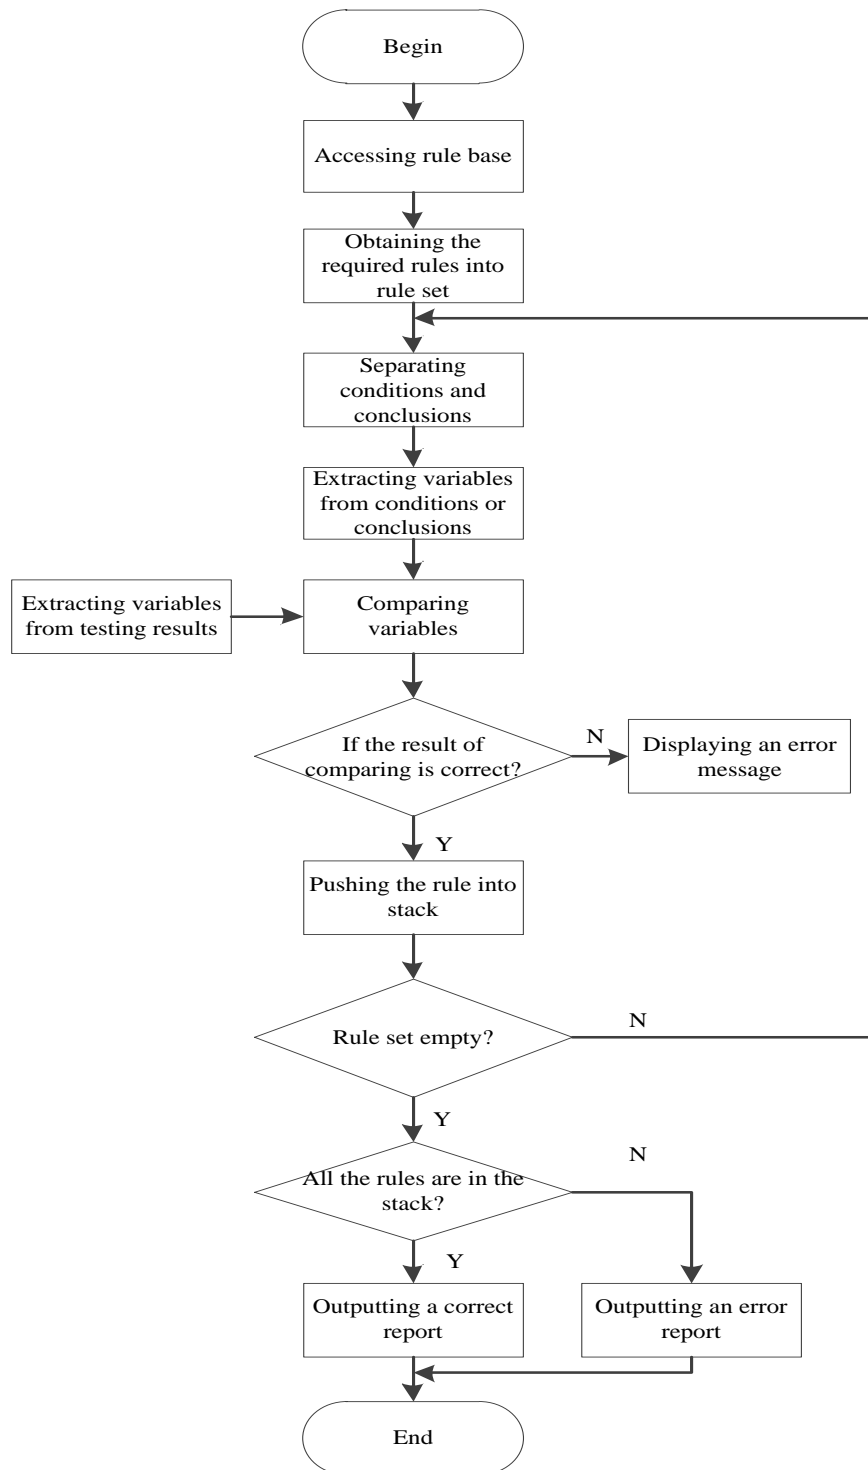 Begin
Accessing rule base
Obtaining the
required rules into
rule set
Separating
conditions and
conclusions
Extracting variables
from conditions or
conclusions
Extracting variables
from testing results
Comparing
variables
If the result of
comparing is correct?
N
Displaying an error
message
Y
Pushing the rule into
stack
Rule set empty?
N
Y
All the rules are in the
stack?
N
Y
Outputting a correct
report
Outputting an error
report
End